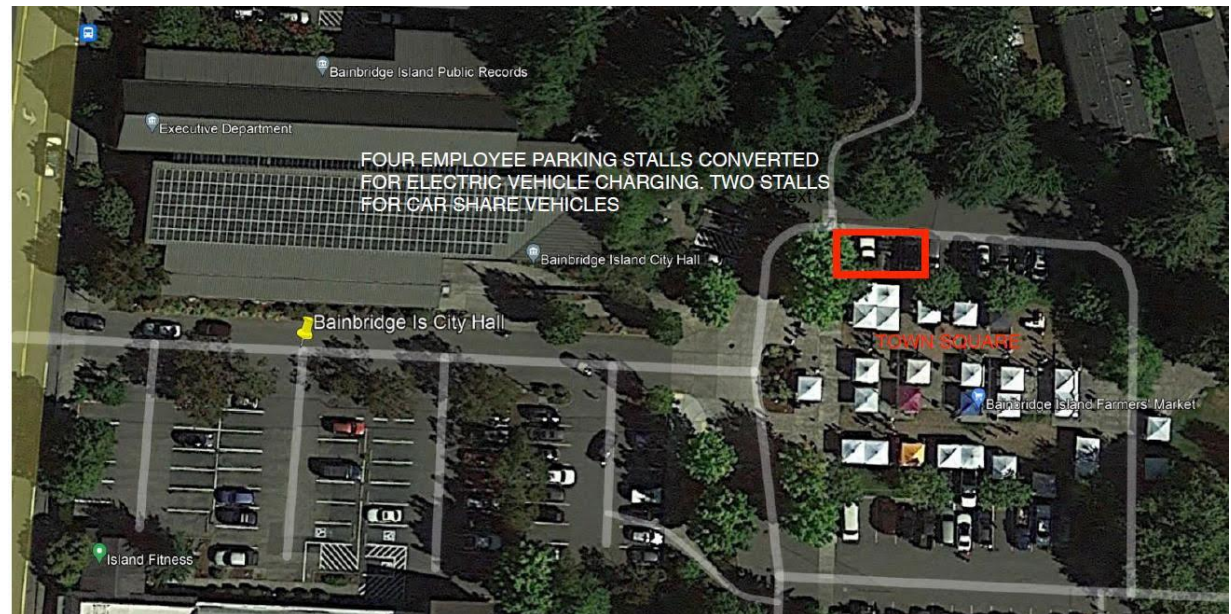 Bainbridge Island Public Records
Executive Department
FOUR EMPLOYEE PARKING STALLS CONVERTED
FOR ELECTRIC VEHICLE CHARGING. TWO STALLS
FOR CAR SHARE VEHICLES
Text
Bainbridge Island City Hall
Bainbridge Is City Hall
TOWN SQUARE
Bainbridge Island Farmers' Market
Island Fitness